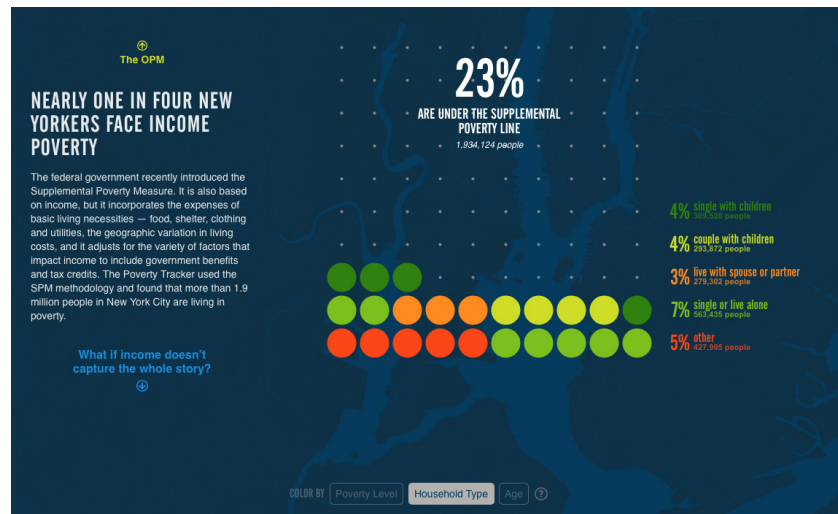 The OPM
NEARLY ONE IN FOUR NEW
YORKERS FACE INCOME
POVERTY
The federal government recently introduced the
Supplemental Poverty Measure. It is also based
on income, but it incorporates the expenses of
basic living necessities — food, shelter, clothing
and utilities, the geographic variation in living
costs, and it adjusts for the variety of factors that
impact income to include government benefits
and tax credits. The Poverty Tracker used the
SPM methodology and found that more than 1.9
million people in New York City are living in
poverty.
What if income doesn't
capture the whole story?
23%
ARE UNDER THE SUPPLEMENTAL
POVERTY LINE
1,934,124 people
4% single with children
369,520 people
4% couple with children
293,872 people
3% live with spouse or partner
279,302 people
7% single or live alone
563,435 people
5% other
427,995 people
COLOR BY Poverty Level Household Type Age ?